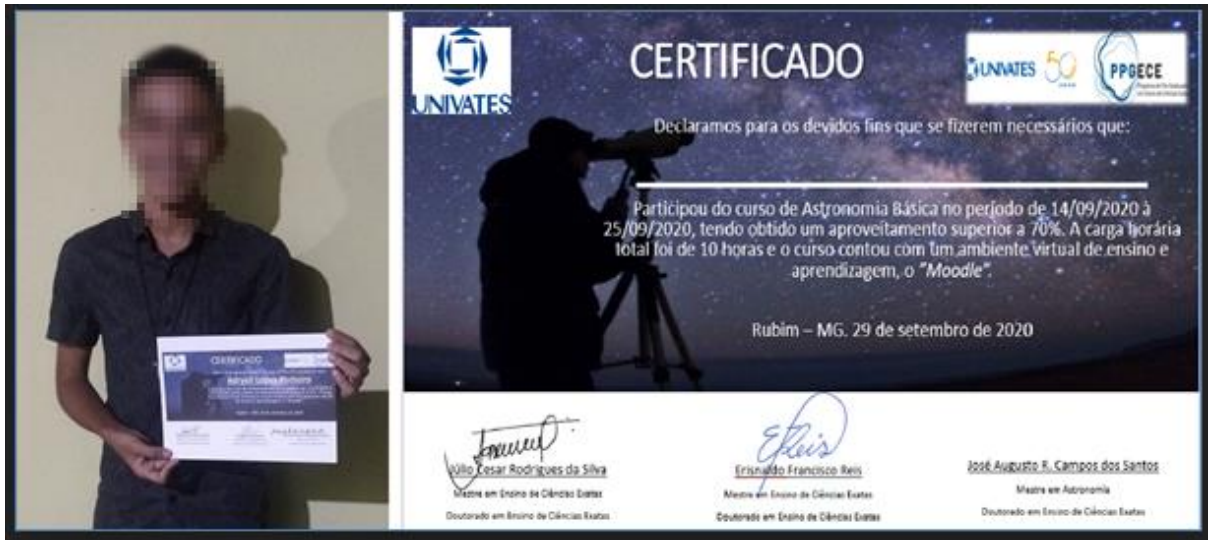 CERTIFICADO
UNIVATES
CERTIFICADO
UNIVATES 50
PPGECE
Declaramos para os devidos fins que se fizerem necessários que:
Participou do curso de Astronomia Básica no período de 14/09/2020 à
25/09/2020, tendo obtido um aproveitamento superior a 70%. A carga horária
total foi de 10 horas e o curso contou com um ambiente virtual de ensino e
aprendizagem, o "Moodle".
Rubim – MG. 29 de setembro de 2020
Júlio Cesar Rodrigues da Silva
Mestre em Ensino de Ciências Exatas
Doutorado em Ensino de Ciências Exatas
EReis
Erisnaldo Francisco Reis
Mestre em Ensino de Ciências Exatas
Doutorado em Ensino de Ciências Exatas
José Augusto R. Campos dos Santos
Mestre em Astronomia
Doutorado em Ensino de Ciências Exatas